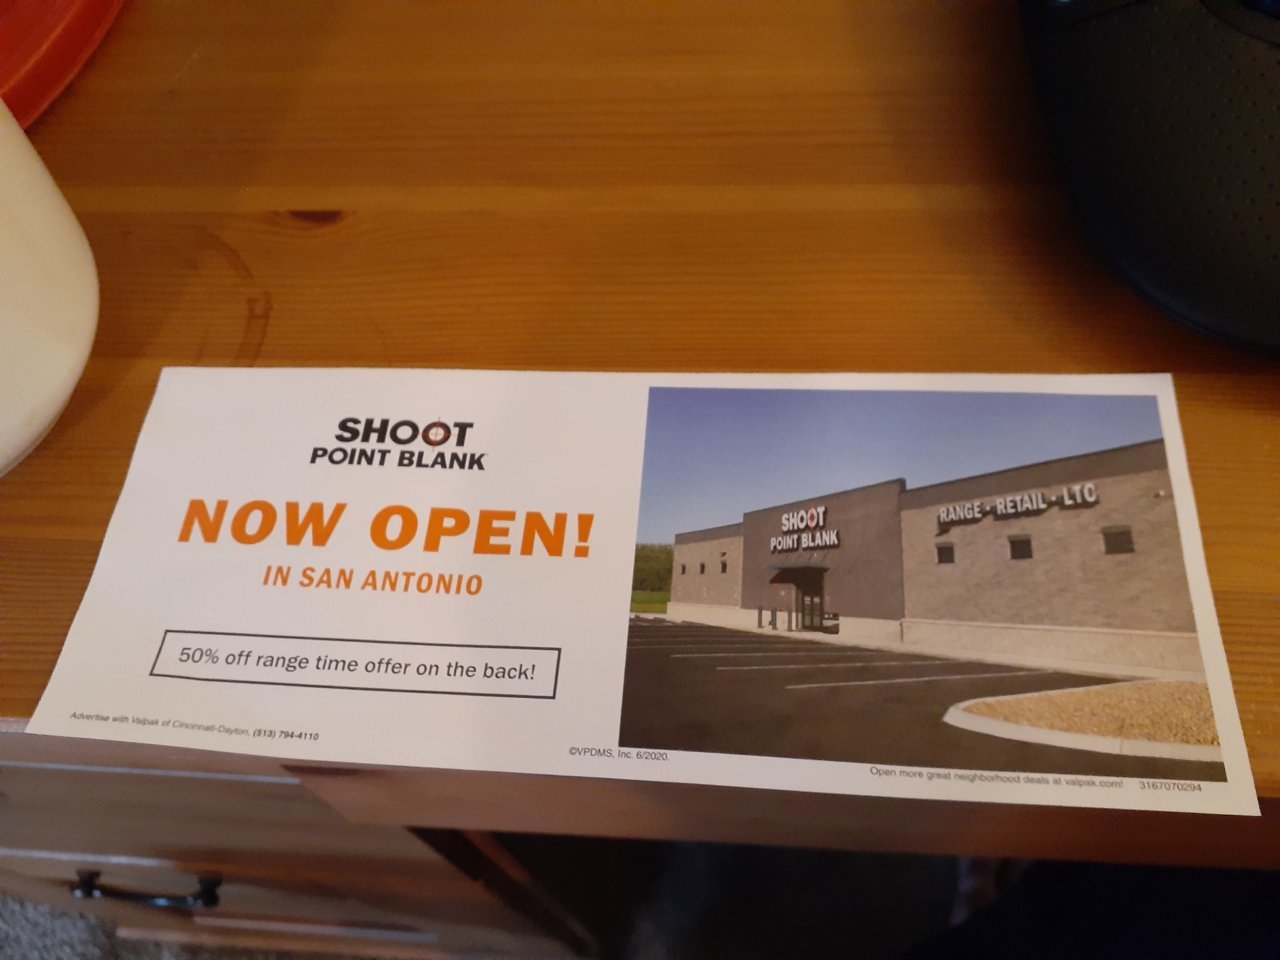 SHOOT
POINT BLANK
NOW OPEN!
IN SAN ANTONIO
50% off range time offer on the back!
Advertise with Valpak of Cincinnati-Dayton, (513) 794-4110
©VPDMS, Inc. 6/2020.
SHOOT
POINT BLANK
RANGE • RETAIL • LTC
Open more great neighborhood deals at valpak.com! 3167070294